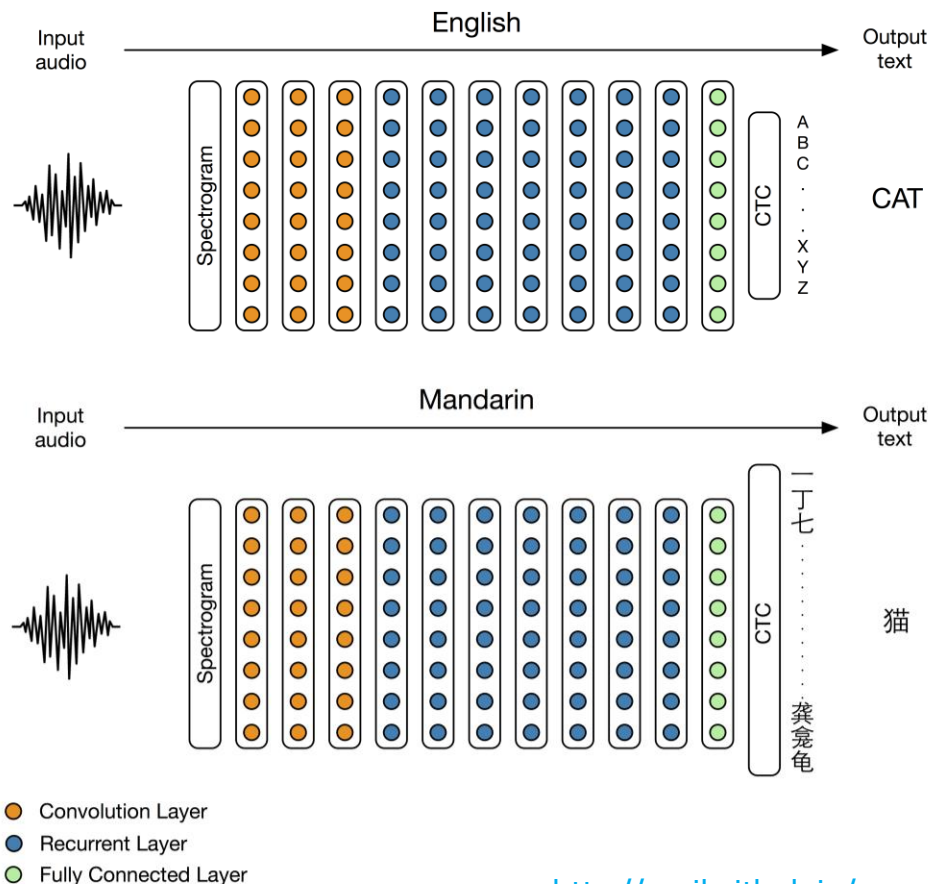 English
Input
audio
Output
text
Spectrogram
CTC
A
B
C
.
.
.
X
Y
Z
CAT
Mandarin
Input
audio
Output
text
Spectrogram
CTC
一
丁
七
.
.
.
.
.
.
.
.
.
.
.
龚
龛
龟
猫
Convolution Layer
Recurrent Layer
Fully Connected Layer